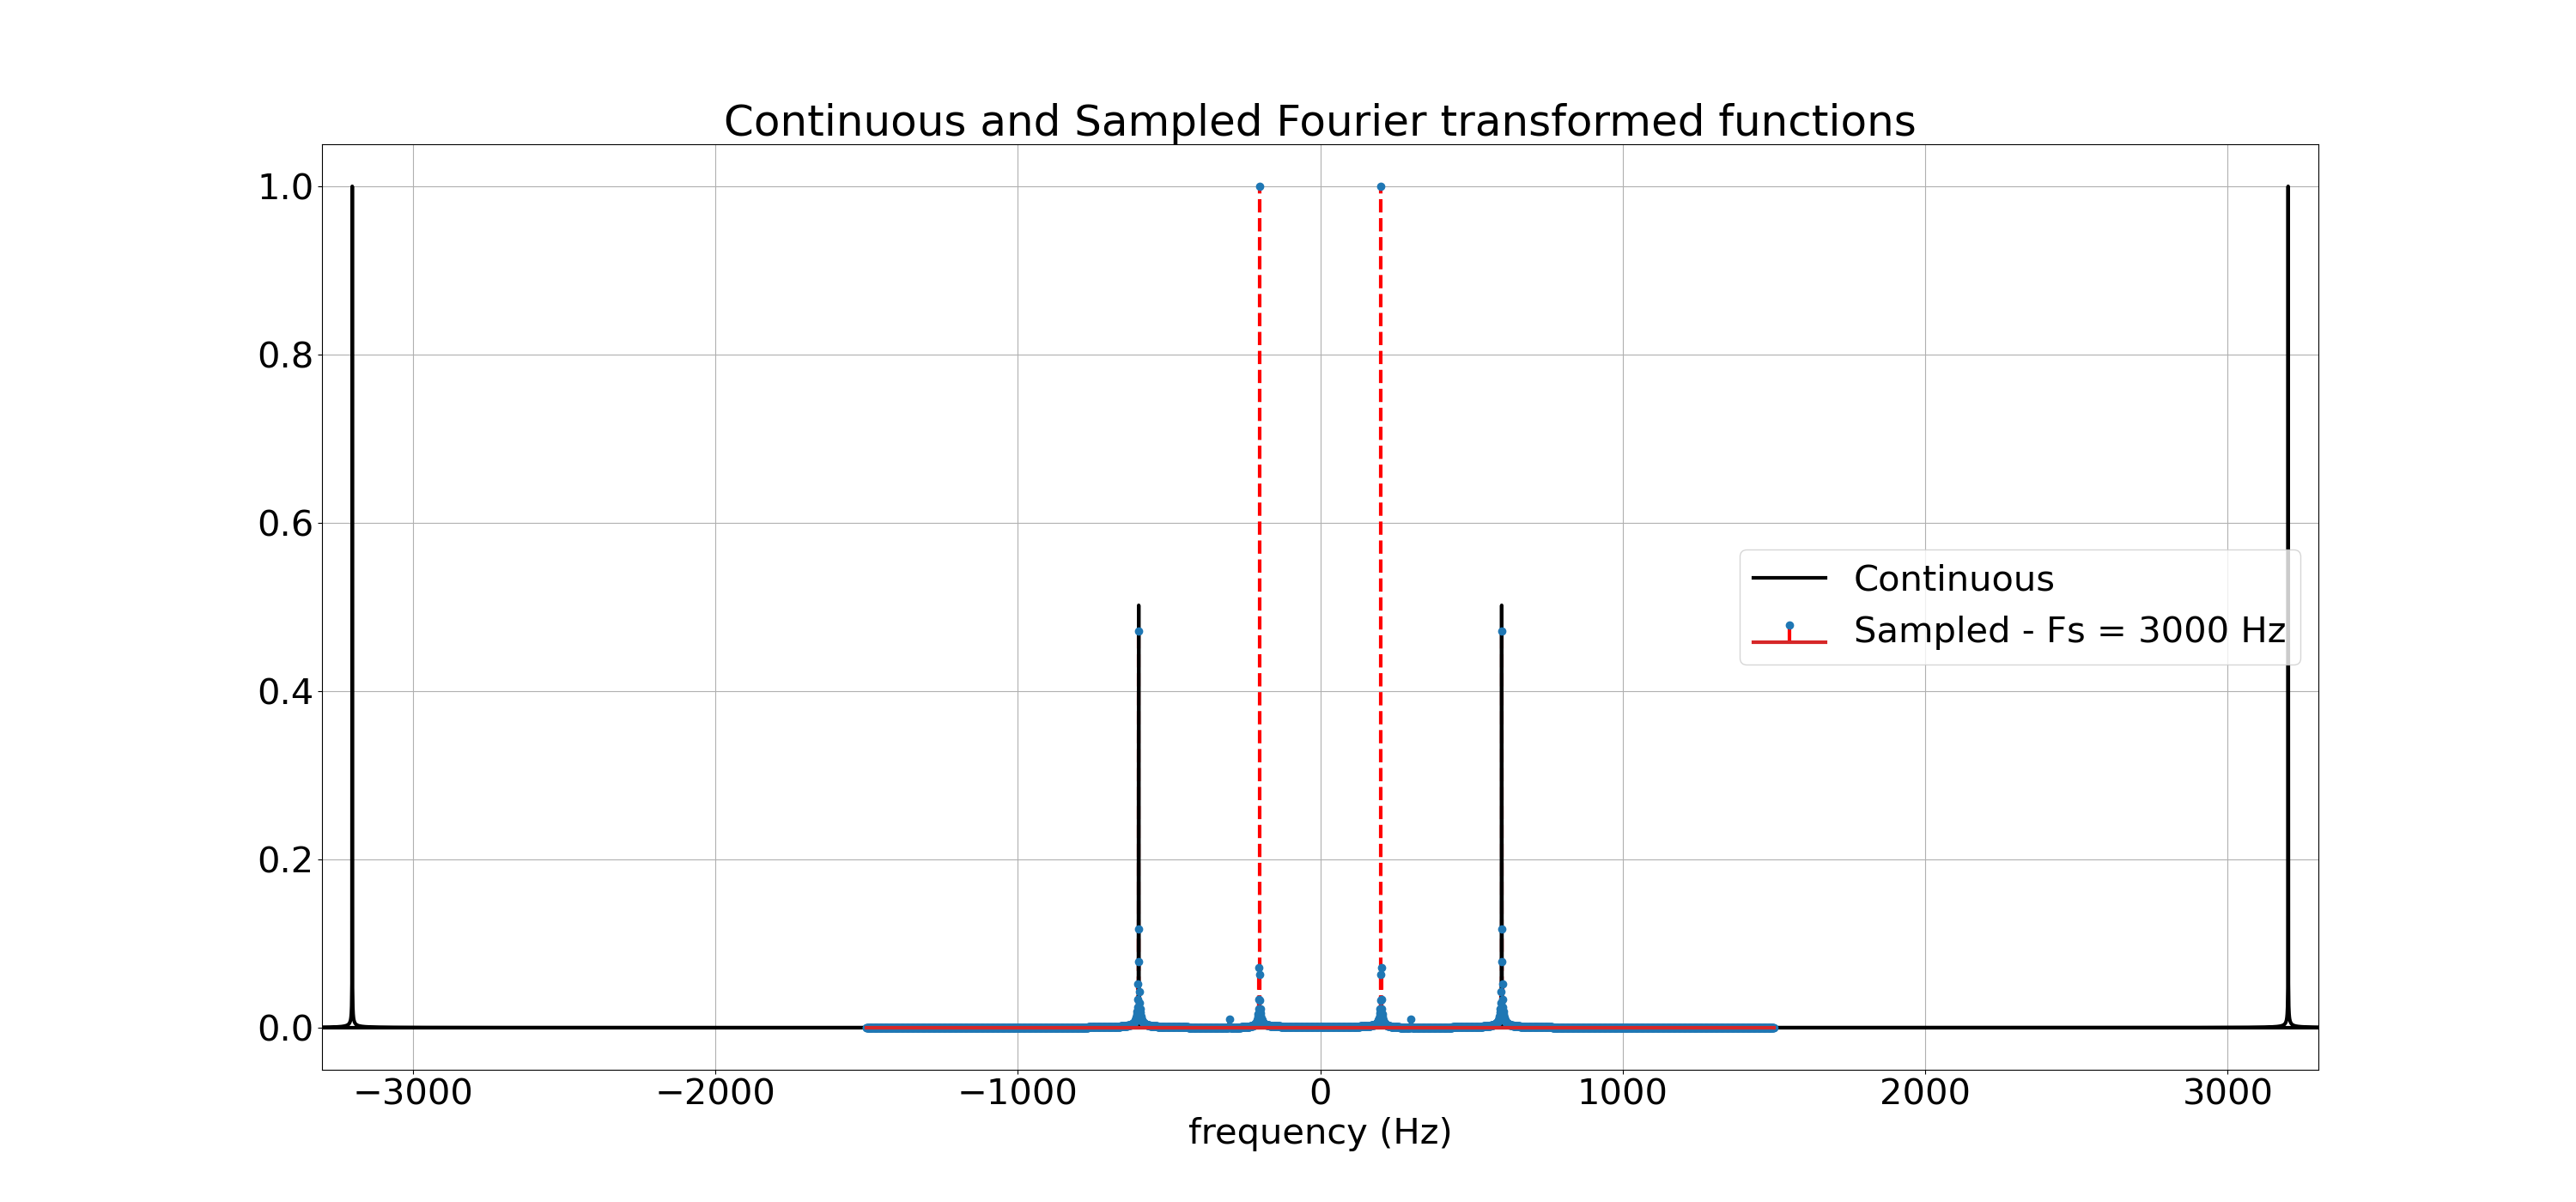 Continuous and Sampled Fourier transformed functions
1.0
0.8
0.6
0.4
0.2
0.0
Continuous
Sampled - Fs = 3000 Hz
−3000 −2000 −1000 0 1000 2000 3000
frequency (Hz)